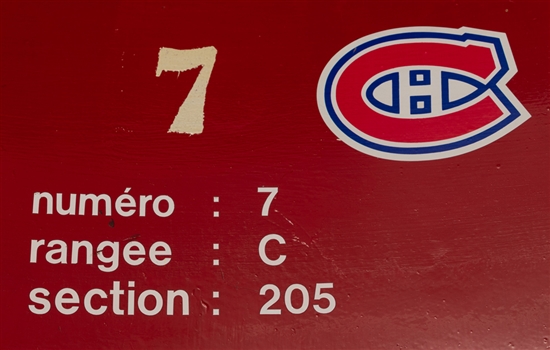 7
numéro : 7
rangee : C
section : 205